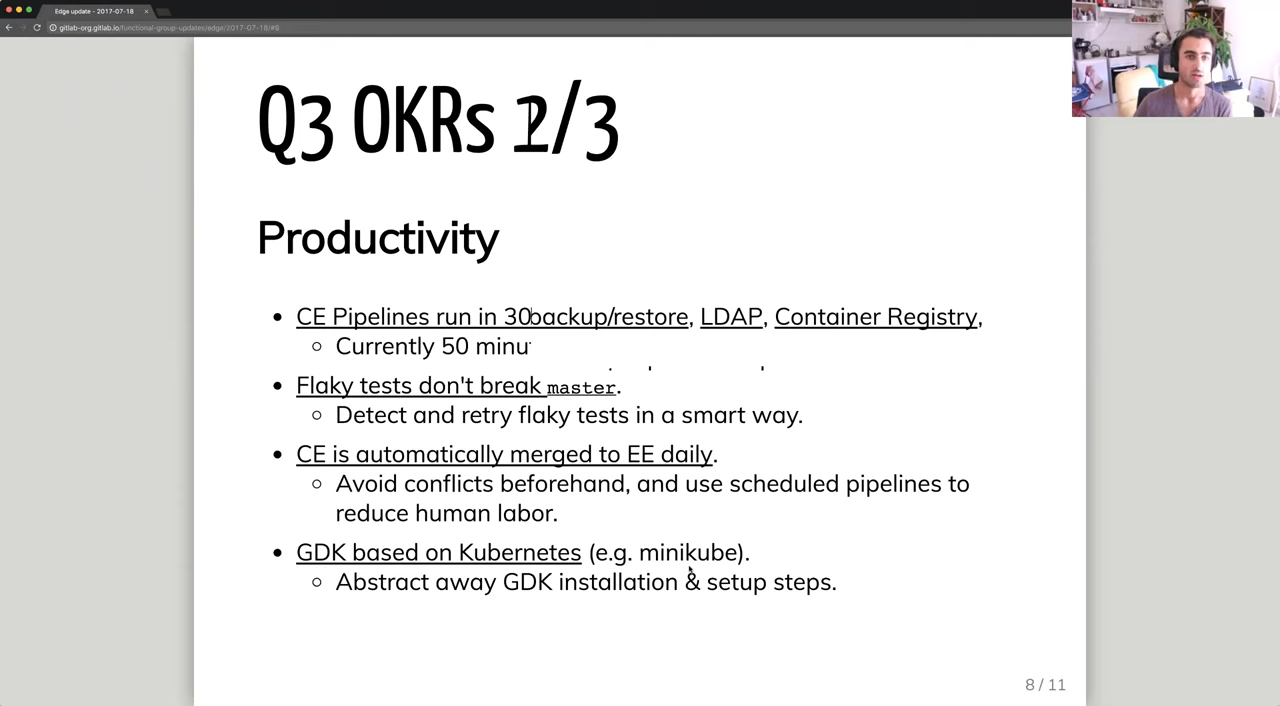 Edge update - 2017-07-18
gitlab-org.gitlab.io/functional-group-updates/edge/2017-07-18/#8
Q3 OKRs /3
Productivity
CE Pipelines run in 30backup/restore, LDAP, Container Registry,
Currently 50 minu
Flaky tests don't break master.
Detect and retry flaky tests in a smart way.
CE is automatically merged to EE daily.
Avoid conflicts beforehand, and use scheduled pipelines to
reduce human labor.
GDK based on Kubernetes (e.g. minikube).
Abstract away GDK installation & setup steps.
8 / 11